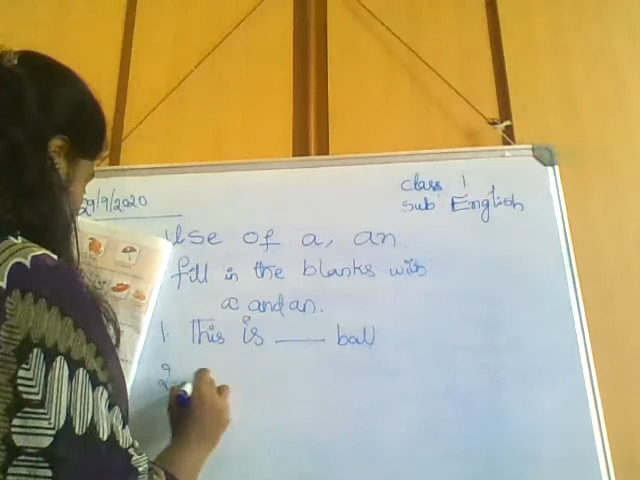 29/9/2020
class 1
sub English
Use of a, an
fill in the blanks with
a and an.
1. This is ___ ball
2